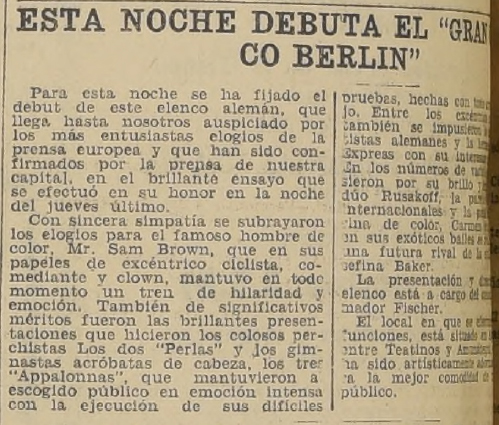 ESTA NOCHE DEBUTA EL "GRAN
CO BERLIN"
Para esta noche se ha fijado el
debut de este elenco alemán, que
llega hasta nosotros auspiciado por
los más entusiastas elogios de la
prensa europea y que han sido con-
firmados por la prensa de nuestra
capital, en el brillante ensayo que
se efectuó en su honor en la noche
del jueves último.
Con sincera simpatía se subrayaron
los elogios para el famoso hombre de
color, Mr. Sam Brown, que en sus
papeles de excéntrico ciclista, co-
mediante y clown, mantuvo en todo
momento un tren de hilaridad y
emoción. También de significativos
méritos fueron las brillantes presen-
taciones que hicieron los colosos per-
chistas Los dos "Perlas" y los gim-
nastas acróbatas de cabeza, los tres
"Appalonnas", que mantuvieron a
escogido público en emoción intensa
con la ejecución de sus difíciles
pruebas, hechas con
jo. Entre los
también se impusieron
istas alemanes y la
Express con su
En los números de
sieron por su brillo y
dúo Rusakoff, la
internacionales y la
lina de color, Carmen
en sus exóticos bailes
una futura rival de la
efina Baker.
La presentación y
elenco está a cargo del
mador Fischer.
El local en que se
funciones, está situado
entre Teatinos y
ha sido artísticamente
a la mejor comodidad
público.